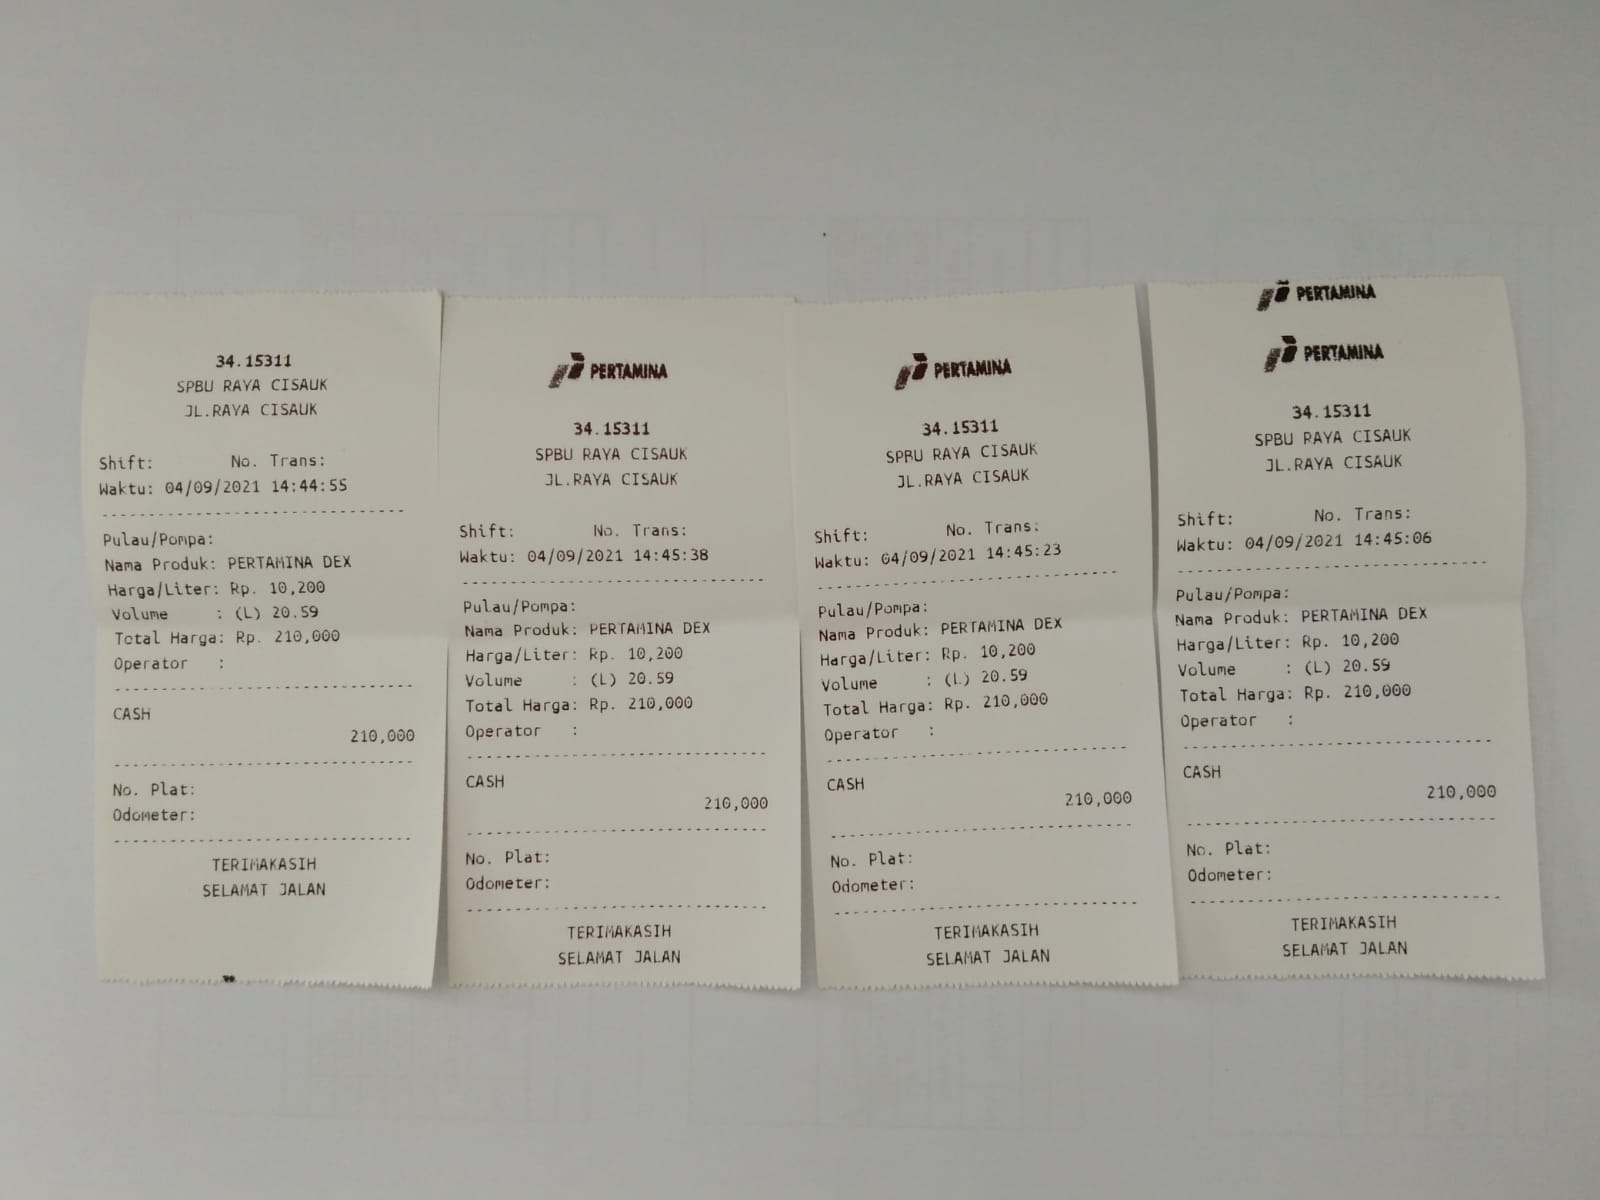 34.15311
SPBU RAYA CISAUK
JL.RAYA CISAUK
Shift: No. Trans:
Waktu: 04/09/2021 14:44:55
Pulau/Pompa:
Nama Produk: PERTAMINA DEX
Harga/Liter: Rp. 10,200
Volume : (L) 20.59
Total Harga: Rp. 210,000
Operator :
CASH
210,000
No. Plat:
Odometer:
TERIMAKASIH
SELAMAT JALAN
PERTAMINA
34.15311
SPBU RAYA CISAUK
JL.RAYA CISAUK
Shift: No. Trans:
Waktu: 04/09/2021 14:45:38
Pulau/Pompa:
Nama Produk: PERTAMINA DEX
Harga/Liter: Rp. 10,200
Volume : (L) 20.59
Total Harga: Rp. 210,000
Operator :
CASH
210,000
No. Plat:
Odometer:
TERIMAKASIH
SELAMAT JALAN
PERTAMINA
34.15311
SPBU RAYA CISAUK
JL.RAYA CISAUK
Shift: No. Trans:
Waktu: 04/09/2021 14:45:23
Pulau/Pompa:
Nama Produk: PERTAMINA DEX
Harga/Liter: Rp. 10,200
Volume : (L) 20.59
Total Harga: Rp. 210,000
Operator :
CASH
210,000
No. Plat:
Odometer:
TERIMAKASIH
SELAMAT JALAN
PERTAMINA
PERTAMINA
34.15311
SPBU RAYA CISAUK
JL.RAYA CISAUK
Shift: No. Trans:
Waktu: 04/09/2021 14:45:06
Pulau/Pompa:
Nama Produk: PERTAMINA DEX
Harga/Liter: Rp. 10,200
Volume : (L) 20.59
Total Harga: Rp. 210,000
Operator :
CASH
210,000
No. Plat:
Odometer:
TERIMAKASIH
SELAMAT JALAN